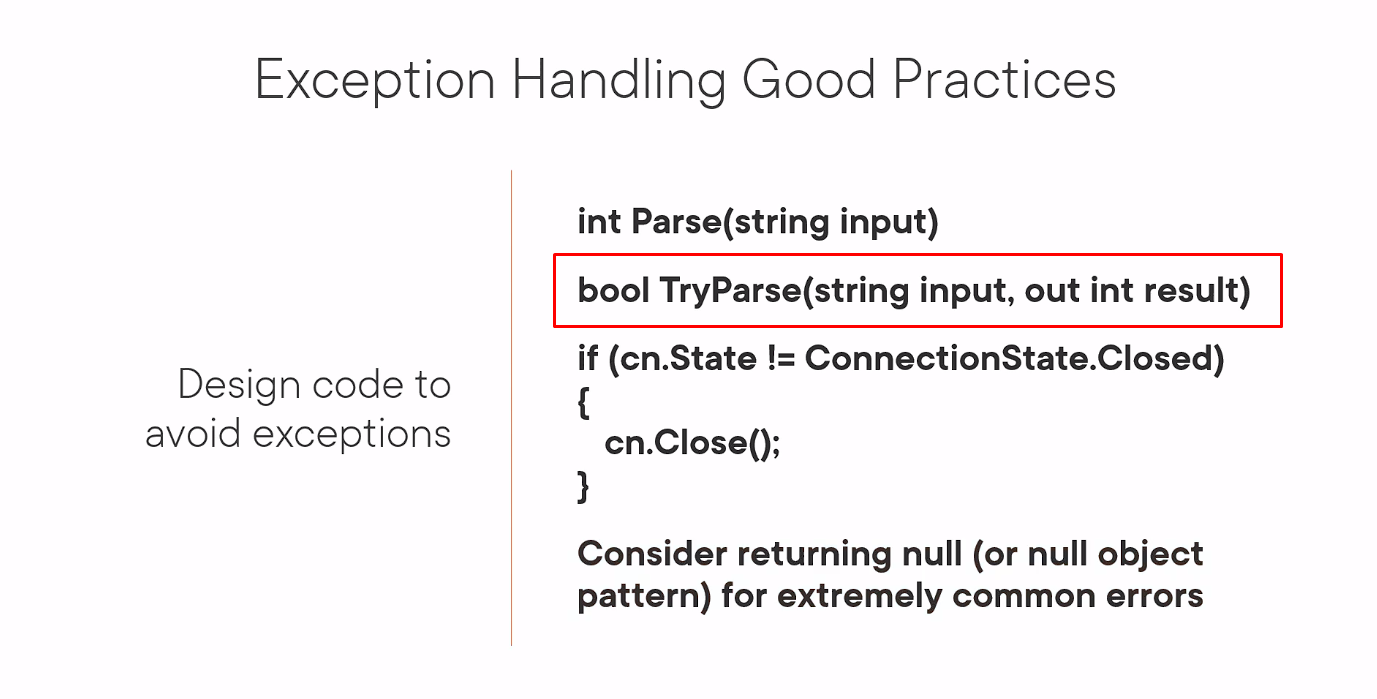 Exception Handling Good Practices
Design code to
avoid exceptions
int Parse(string input)
bool TryParse(string input, out int result)
if (cn.State != ConnectionState.Closed)
{
cn.Close();
}
Consider returning null (or null object
pattern) for extremely common errors